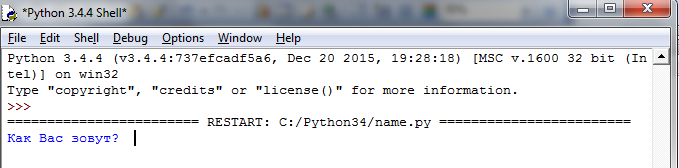 *Python 3.4.4 Shell*
File Edit Shell Debug Options Window Help
Python 3.4.4 (v3.4.4:737efcadf5a6, Dec 20 2015, 19:28:18) [MSC v.1600 32 bit (In
tel)] on win32
Type "copyright", "credits" or "license()" for more information.
>>>
======================== RESTART: C:/Python34/name.py ========================
Как Вас зовут?